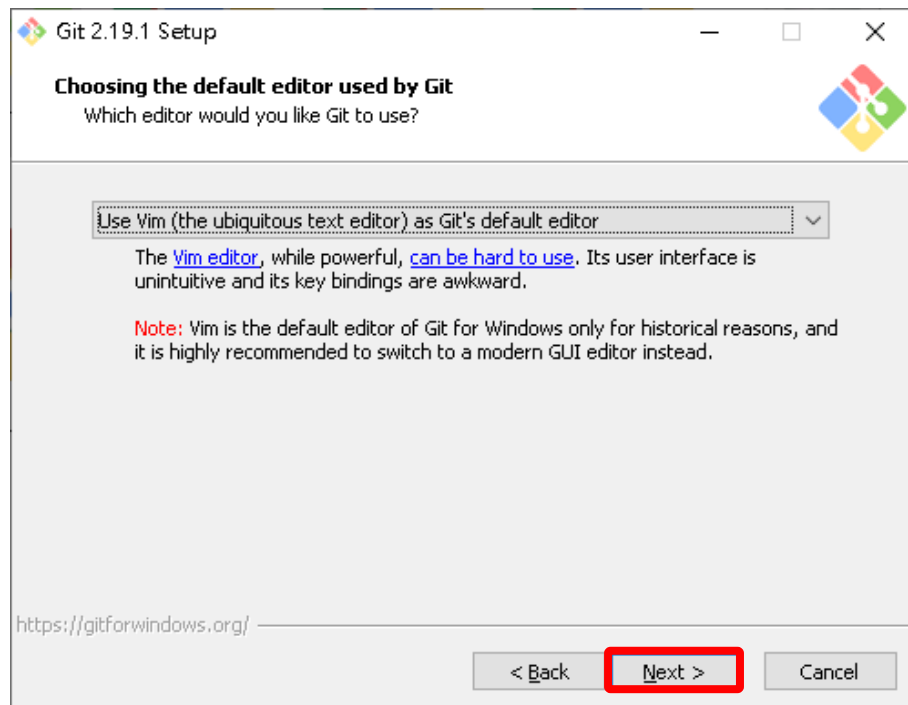 Git 2.19.1 Setup
Choosing the default editor used by Git
Which editor would you like Git to use?
Use Vim (the ubiquitous text editor) as Git's default editor
The Vim editor, while powerful, can be hard to use. Its user interface is
unintuitive and its key bindings are awkward.
Note: Vim is the default editor of Git for Windows only for historical reasons, and
it is highly recommended to switch to a modern GUI editor instead.
https://gitforwindows.org/
< Back Next > Cancel